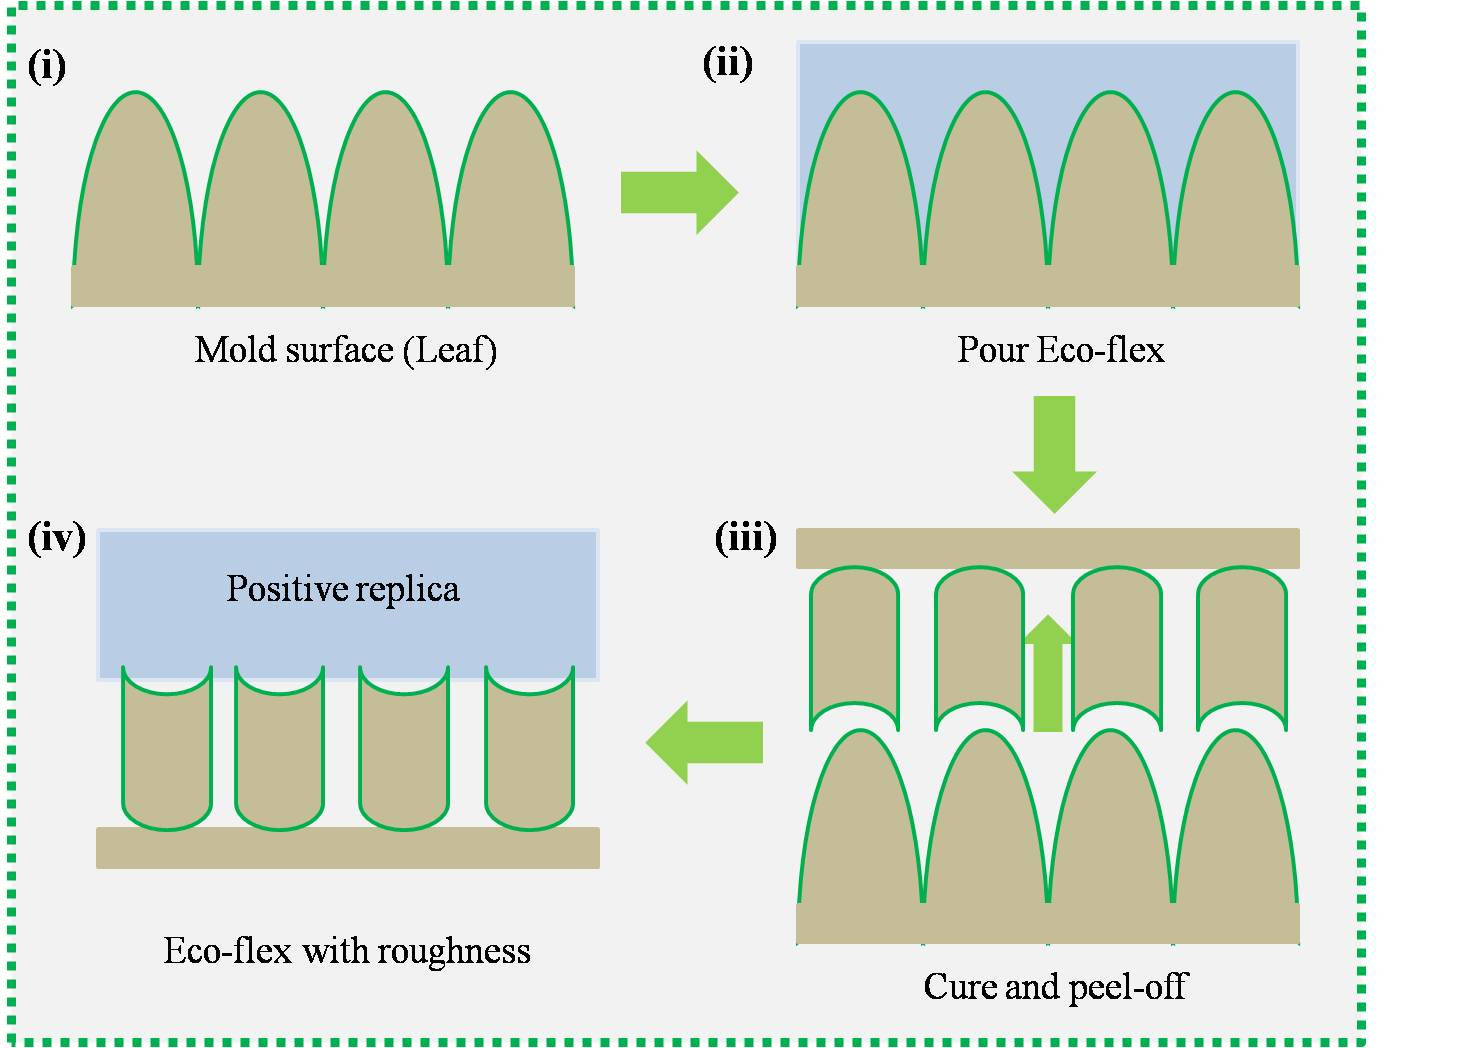 (i)
Mold surface (Leaf)
(ii)
Pour Eco-flex
(iii)
Cure and peel-off
(iv)
Positive replica
Eco-flex with roughness